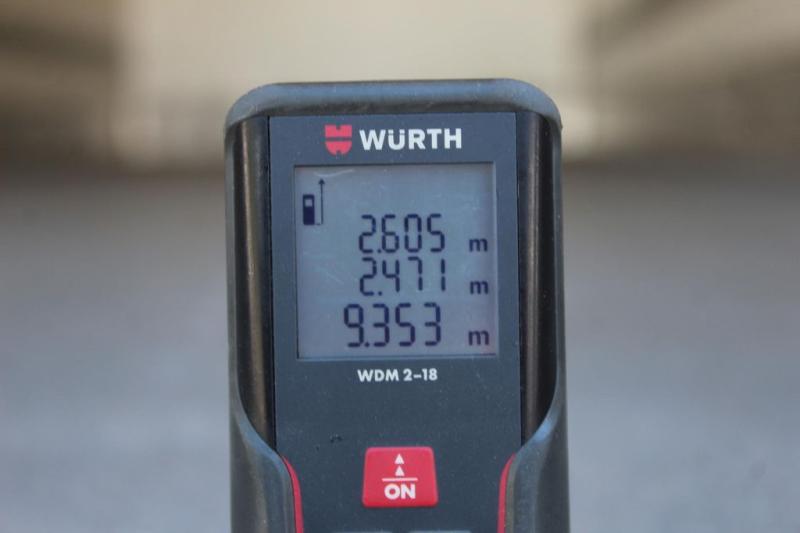 WÜRTH
2.605 m
2.471 m
9.353 m
WDM 2-18
ON